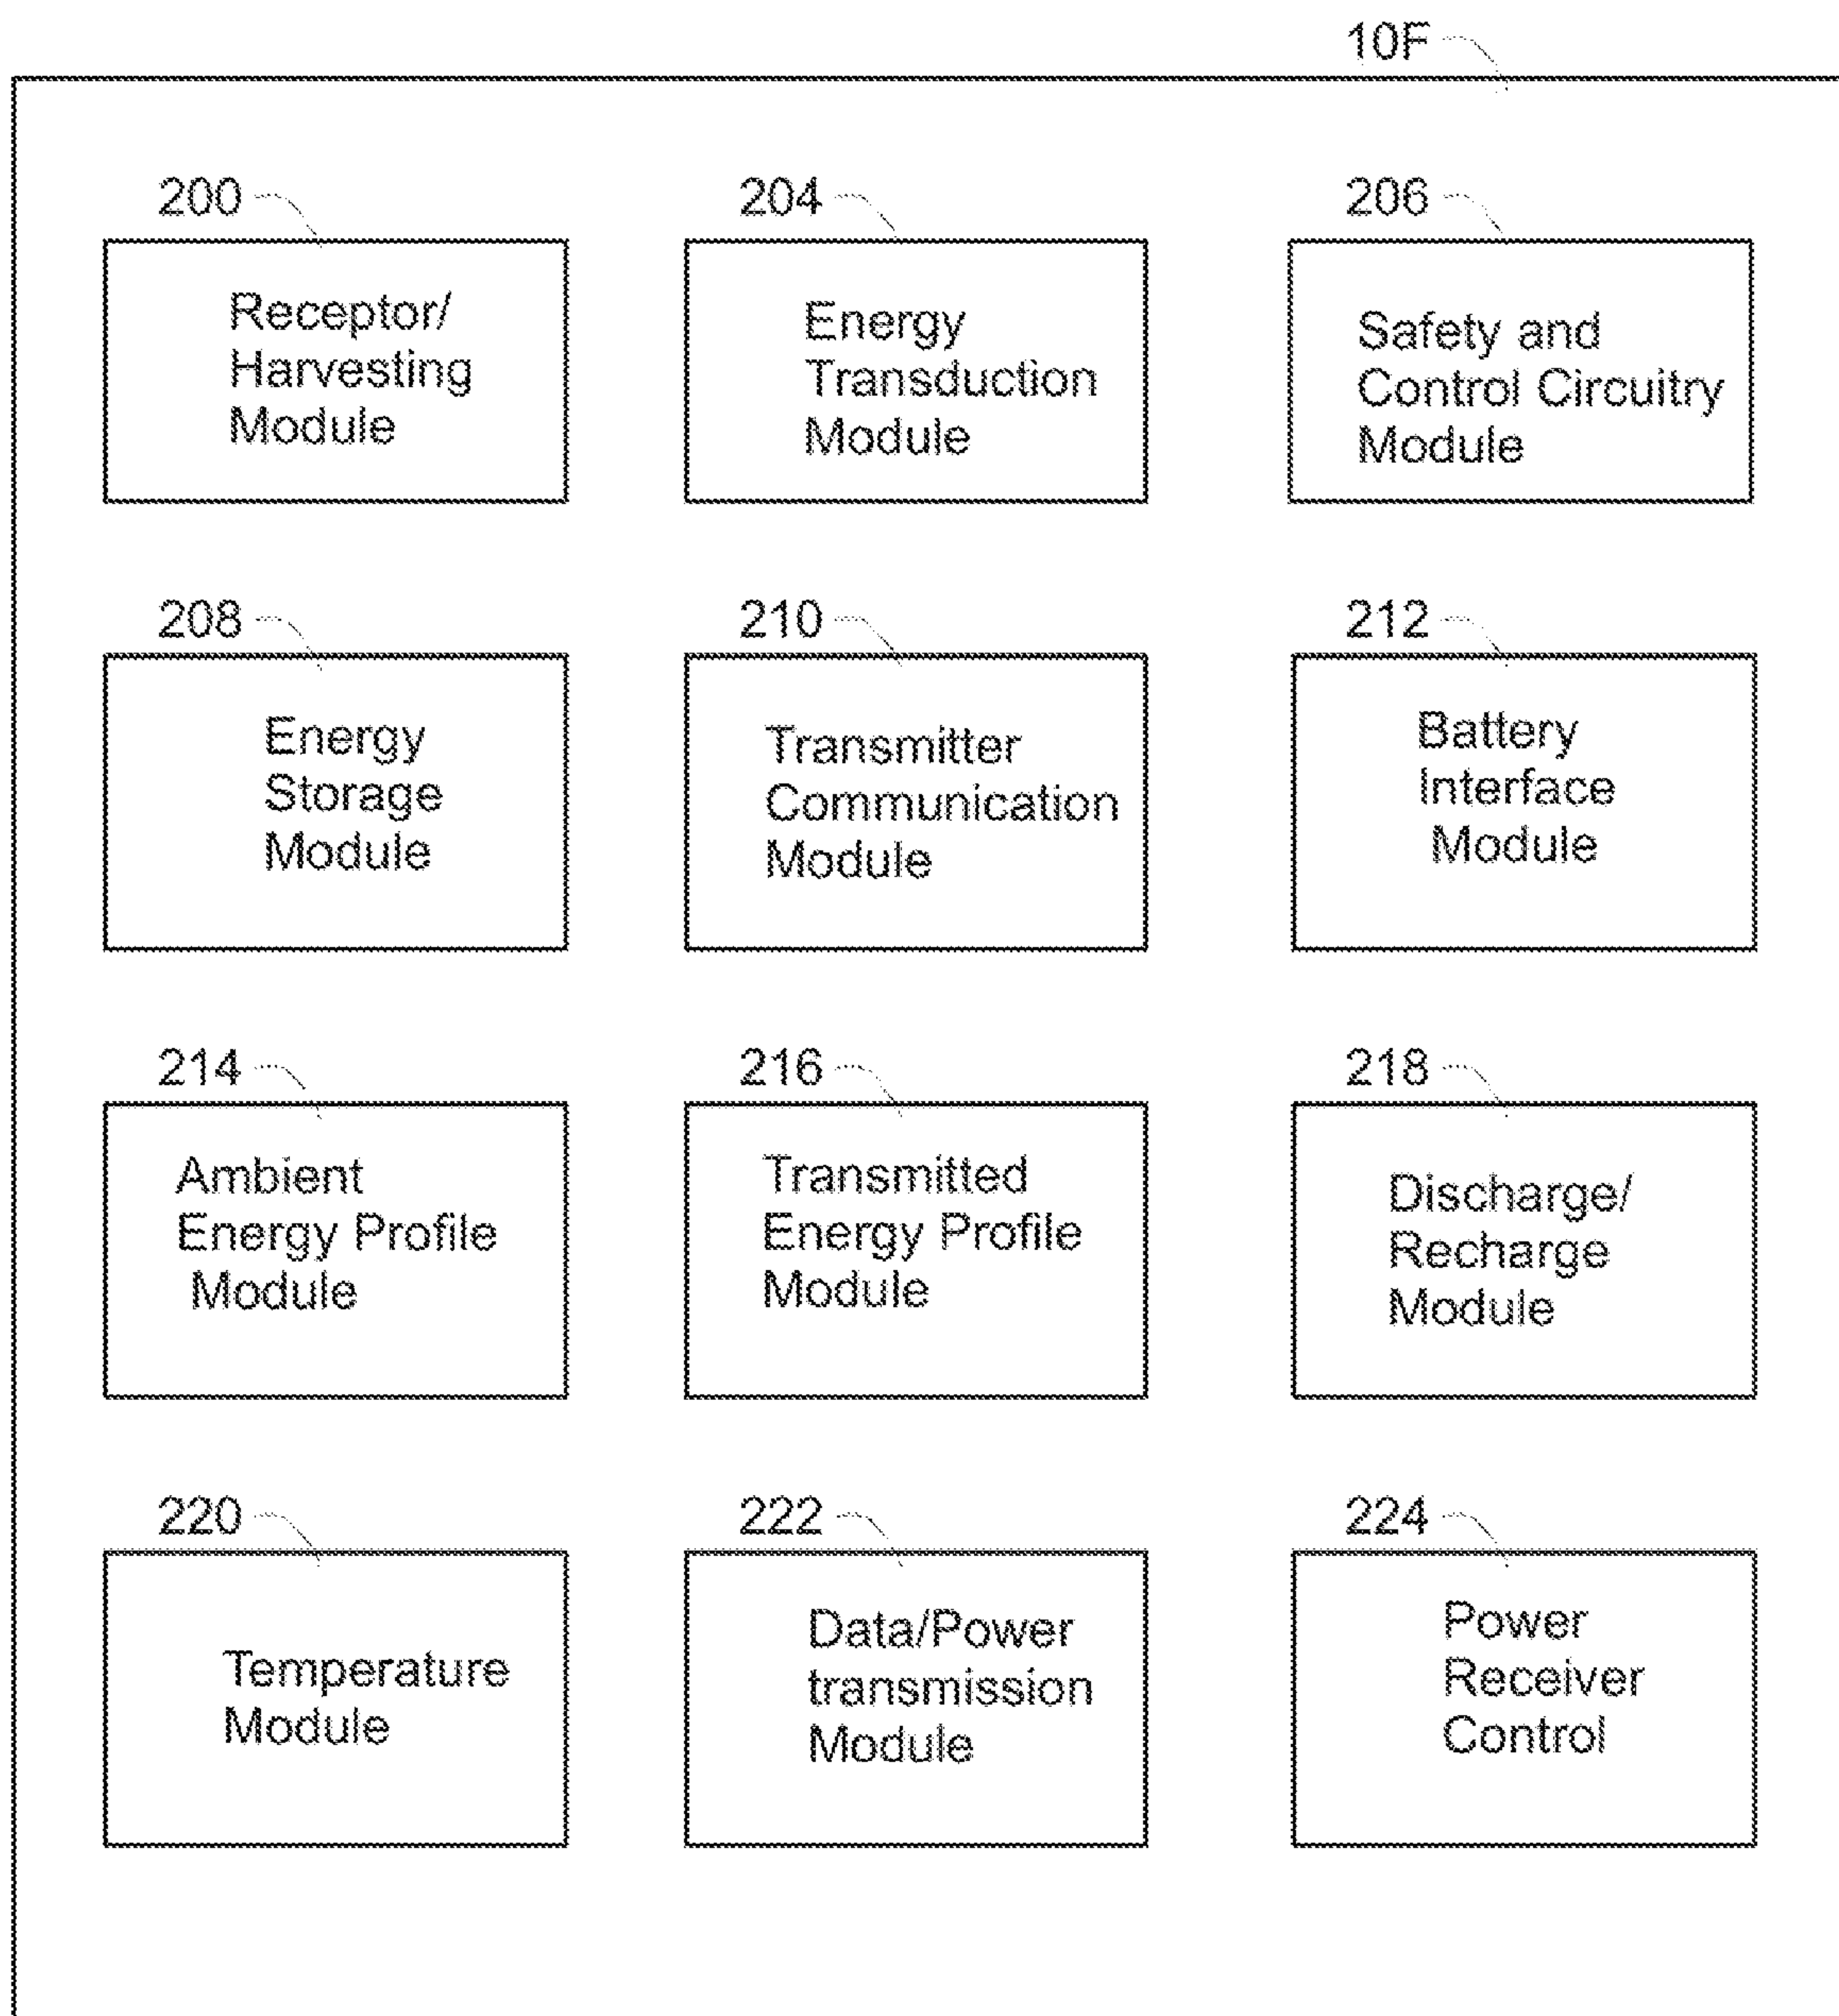 10F
200
Receptor/
Harvesting
Module
204
Energy
Transduction
Module
206
Safety and
Control Circuitry
Module
208
Energy
Storage
Module
210
Transmitter
Communication
Module
212
Battery
Interface
Module
214
Ambient
Energy Profile
Module
216
Transmitted
Energy Profile
Module
218
Discharge/
Recharge
Module
220
Temperature
Module
222
Data/Power
transmission
Module
224
Power
Receiver
Control